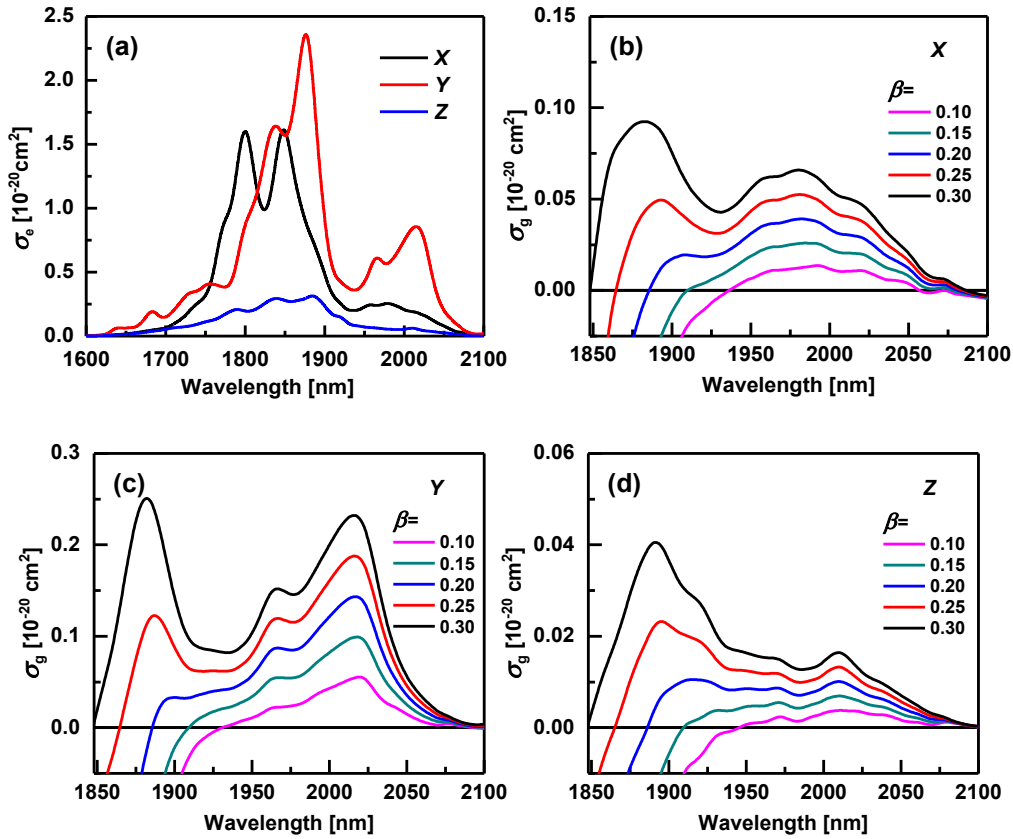 (a)
X
Y
Z
2.5
2.0
1.5
1.0
0.5
0.0
σe [10-20cm2]
1600 1700 1800 1900 2000 2100
Wavelength [nm]
(b)
X
β=
0.10
0.15
0.20
0.25
0.30
0.15
0.10
0.05
0.00
σg [10-20 cm2]
1850 1900 1950 2000 2050 2100
Wavelength [nm]
(c)
Y
β=
0.10
0.15
0.20
0.25
0.30
0.3
0.2
0.1
0.0
σg [10-20 cm2]
1850 1900 1950 2000 2050 2100
Wavelength [nm]
(d)
Z
β=
0.10
0.15
0.20
0.25
0.30
0.06
0.04
0.02
0.00
σg [10-20 cm2]
1850 1900 1950 2000 2050 2100
Wavelength [nm]